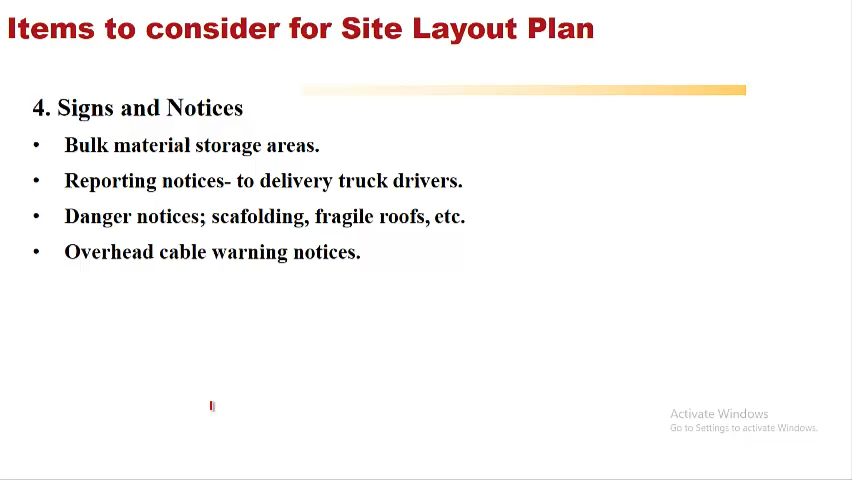 Items to consider for Site Layout Plan
4. Signs and Notices
• Bulk material storage areas.
• Reporting notices- to delivery truck drivers.
• Danger notices; scafolding, fragile roofs, etc.
• Overhead cable warning notices.
Activate Windows
Go to Settings to activate Windows.